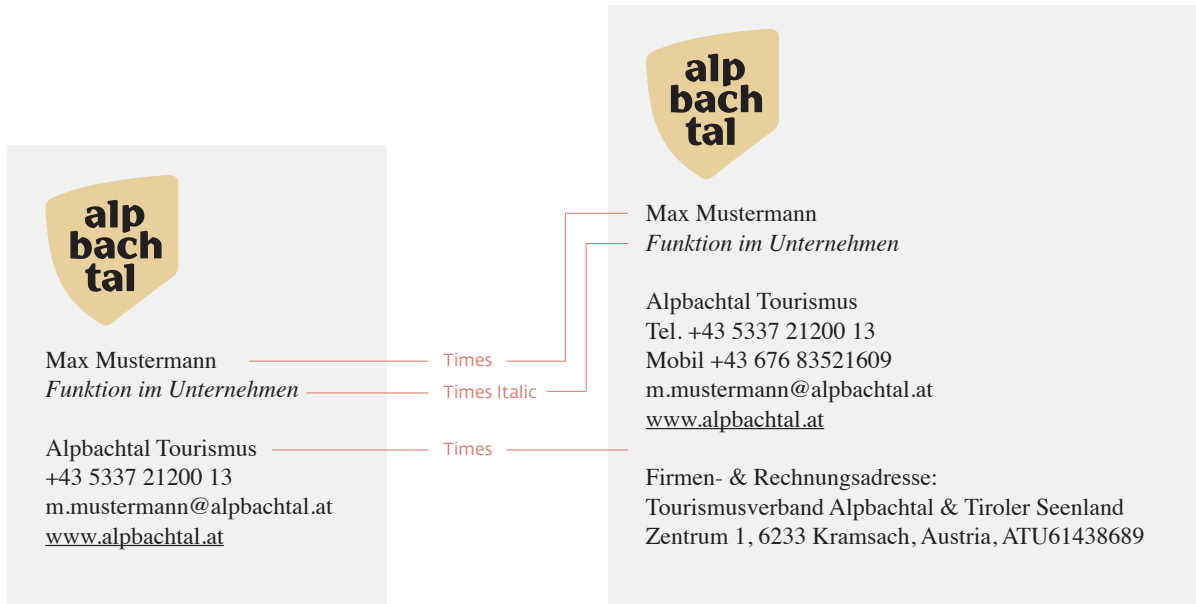 alp
bach
tal
Max Mustermann
Funktion im Unternehmen
Alpbachtal Tourismus
+43 5337 21200 13
m.mustermann@alpbachtal.at
www.alpbachtal.at
Times
Times Italic
Times
alp
bach
tal
Max Mustermann
Funktion im Unternehmen
Alpbachtal Tourismus
Tel. +43 5337 21200 13
Mobil +43 676 83521609
m.mustermann@alpbachtal.at
www.alpbachtal.at
Firmen- & Rechnungsadresse:
Tourismusverband Alpbachtal & Tiroler Seenland
Zentrum 1, 6233 Kramsach, Austria, ATU61438689